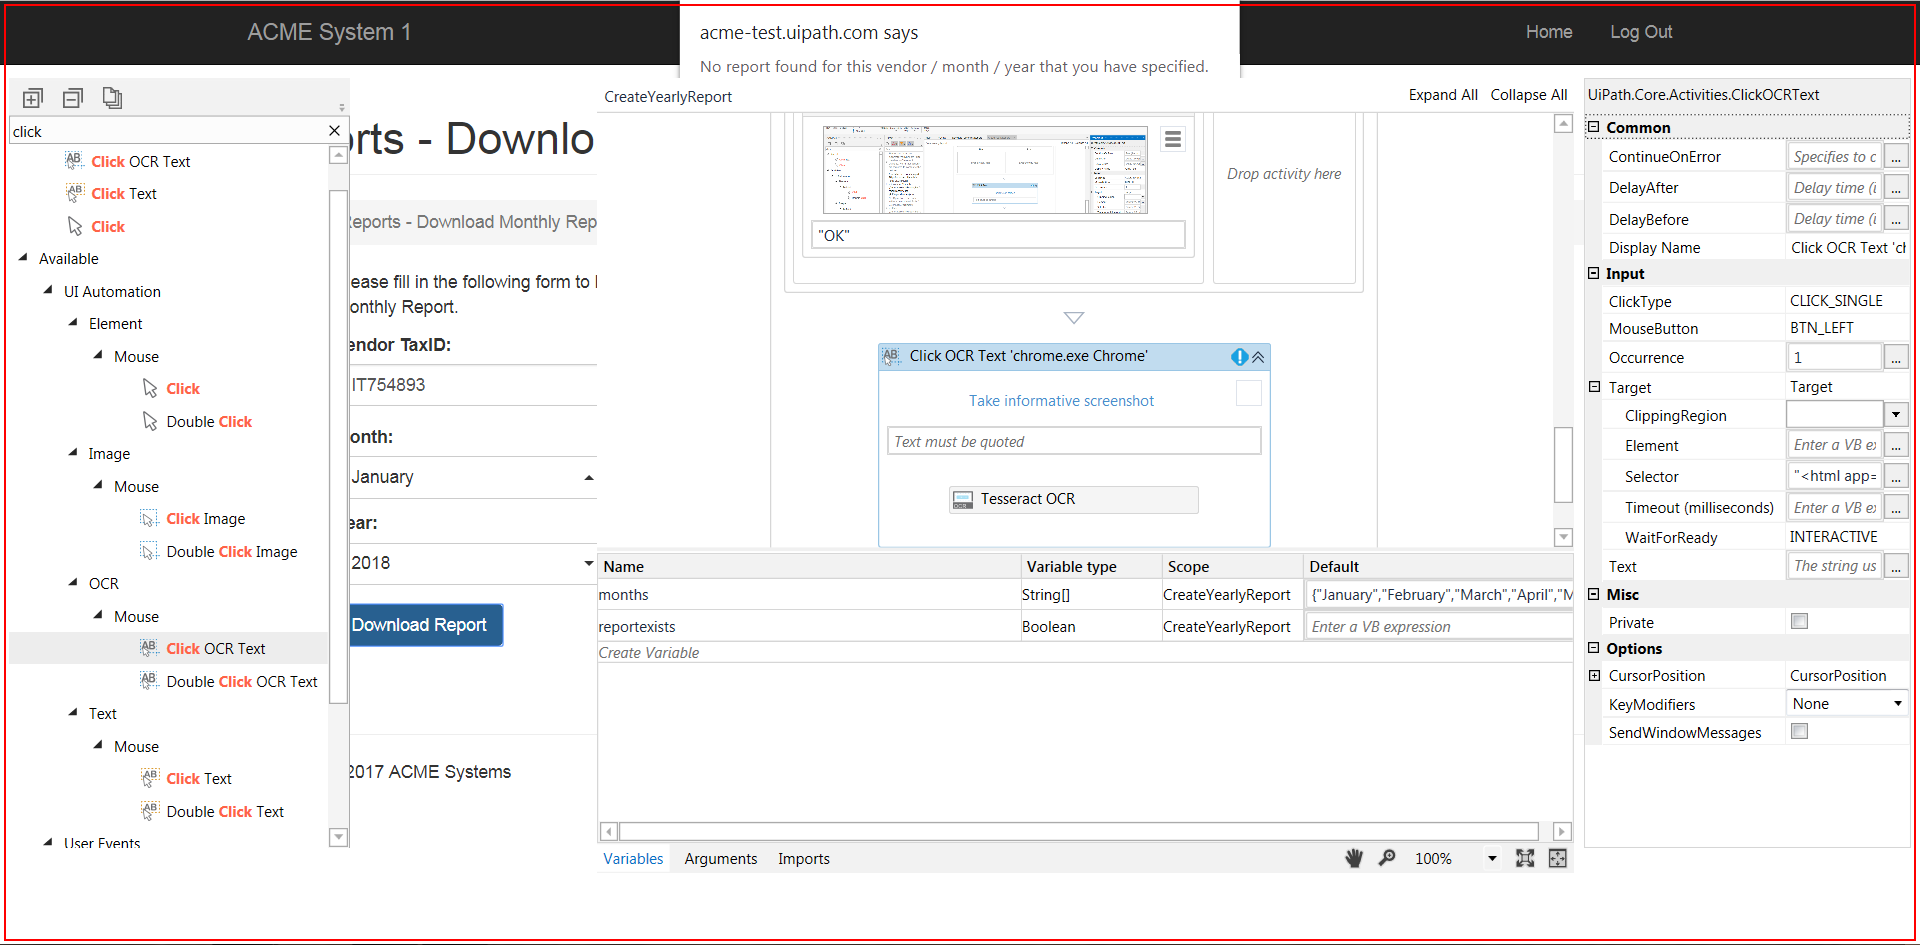 ACME System 1
acme-test.uipath.com says
No report found for this vendor / month / year that you have specified.
Home
Log Out
click
Click OCR Text
Click Text
Click
Available
UI Automation
Element
Mouse
Click
Double Click
Image
Mouse
Click Image
Double Click Image
OCR
Mouse
Click OCR Text
Double Click OCR Text
Text
Mouse
Click Text
Double Click Text
User Events
rts - Downlo
eports - Download Monthly Rep
ease fill in the following form to
onthly Report.
endor TaxID:
IT754893
onth:
January
ear:
2018
Download Report
2017 ACME Systems
CreateYearlyReport
Expand All
Collapse All
"OK"
Drop activity here
Click OCR Text 'chrome.exe Chrome'
Take informative screenshot
Text must be quoted
Tesseract OCR
Name Variable type Scope Default
months String[] CreateYearlyReport {"January","February","March","April","M
reportexists Boolean CreateYearlyReport Enter a VB expression
Create Variable
Variables Arguments Imports 100%
UiPath.Core.Activities.ClickOCRText
Common
ContinueOnError Specifies to c ...
DelayAfter Delay time (i ...
DelayBefore Delay time (i ...
Display Name Click OCR Text 'ch
Input
ClickType CLICK_SINGLE
MouseButton BTN_LEFT
Occurrence 1 ...
Target Target
ClippingRegion
Element Enter a VB ex ...
Selector "<html app= ...
Timeout (milliseconds) Enter a VB ex ...
WaitForReady INTERACTIVE
Text The string us ...
Misc
Private
Options
CursorPosition CursorPosition
KeyModifiers None
SendWindowMessages